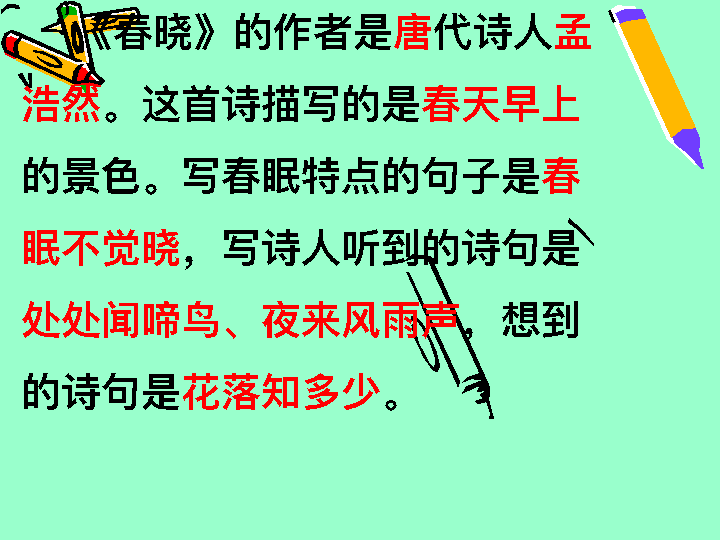 《春晓》的作者是唐代诗人孟
浩然。这首诗描写的是春天早上
的景色。写春眠特点的句子是春
眠不觉晓，写诗人听到的诗句是
处处闻啼鸟、夜来风雨声，想到
的诗句是花落知多少。